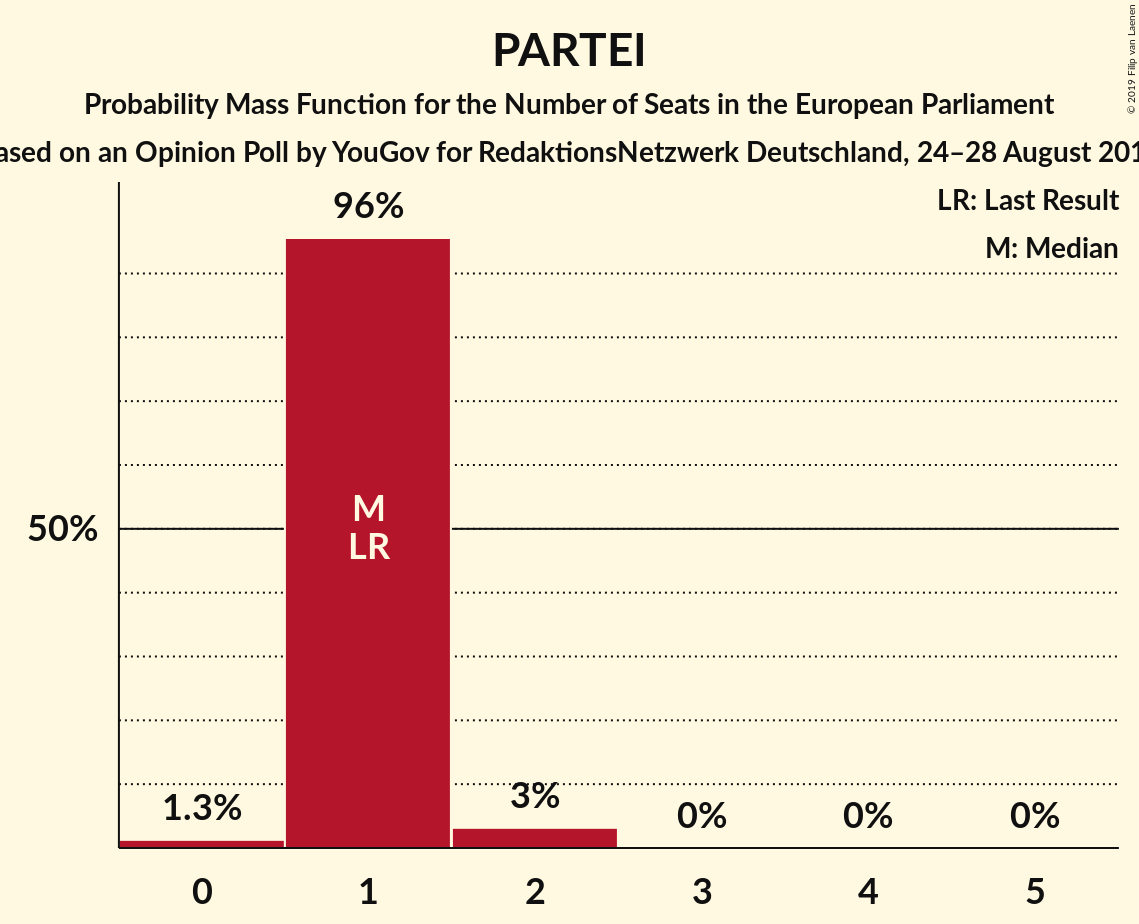 PARTEI
Probability Mass Function for the Number of Seats in the European Parliament
on an Opinion Poll by YouGov for RedaktionsNetzwerk Deutschland, 24–28 August
© 2019 Filip van Laenen
LR: Last Result
M: Median
96%
M
LR
50%
1.3%
3%
0%
0%
0%
0
1
2
3
4
5